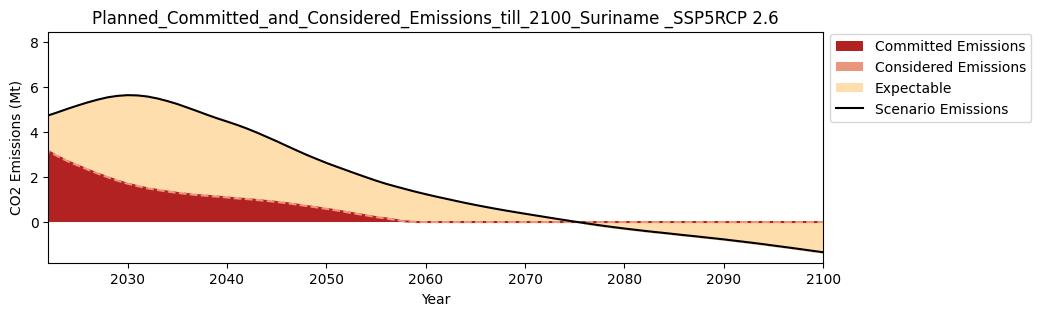 Planned_Committed_and_Considered_Emissions_till_2100_Suriname _SSP5RCP 2.6
CO2 Emissions (Mt)
8
6
4
2
0
2030 2040 2050 2060 2070 2080 2090 2100
Year
Committed Emissions
Considered Emissions
Expectable
Scenario Emissions